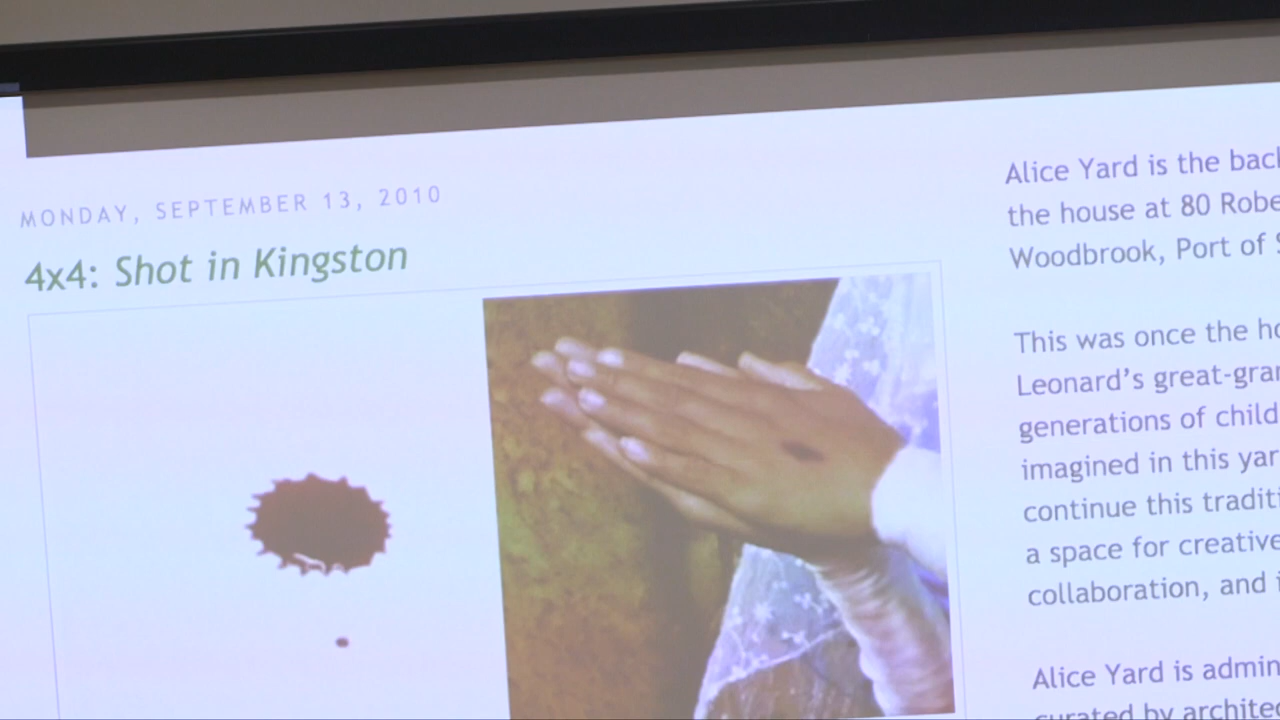 MONDAY, SEPTEMBER 13, 2010
4x4: Shot in Kingston
Alice Yard is the
the house at 80
Woodbrook, Port of
This was once the
Leonard's
generations of
imagined in this
continue this
a space for creative
collaboration, and
Alice Yard is
curated by